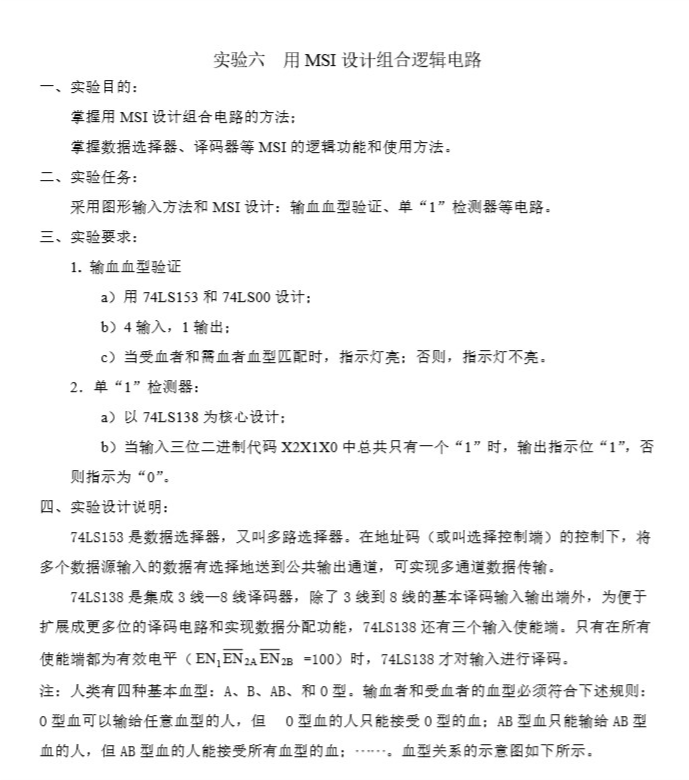 实验六 用 MSI 设计组合逻辑电路
一、实验目的：
掌握用 MSI 设计组合电路的方法；
掌握数据选择器、译码器等 MSI 的逻辑功能和使用方法。
二、实验任务：
采用图形输入方法和 MSI 设计：输血血型验证、单“1”检测器等电路。
三、实验要求：
1. 输血血型验证
a）用 74LS153 和 74LS00 设计；
b）4 输入，1 输出；
c）当受血者和需血者血型匹配时，指示灯亮；否则，指示灯不亮。
2．单“1”检测器：
a）以 74LS138 为核心设计；
b）当输入三位二进制代码 X2X1X0 中总共只有一个“1”时，输出指示位“1”，否
则指示为“0”。
四、实验设计说明：
74LS153 是数据选择器，又叫多路选择器。在地址码（或叫选择控制端）的控制下，将
多个数据源输入的数据有选择地送到公共输出通道，可实现多通道数据传输。
74LS138 是集成 3 线—8 线译码器，除了 3 线到 8 线的基本译码输入输出端外，为便于
扩展成更多位的译码电路和实现数据分配功能，74LS138 还有三个输入使能端。只有在所有
使能端都为有效电平（EN₁E̅N̅₂ₐE̅N̅₂B =100）时，74LS138 才对输入进行译码。
注：人类有四种基本血型：A、B、AB、和 O 型。输血者和受血者的血型必须符合下述规则：
O 型血可以输给任意血型的人，但 O 型血的人只能接受 O 型的血；AB 型血只能输给 AB 型
血的人，但 AB 型血的人能接受所有血型的血；……。血型关系的示意图如下所示。